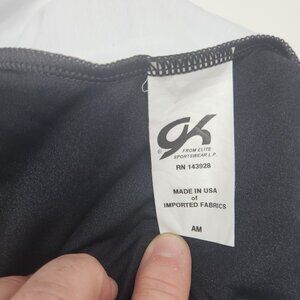 GK
©
FROM ELITE
SPORTSWEAR L.P.
RN 143928
MADE IN USA
of
IMPORTED FABRICS
AM